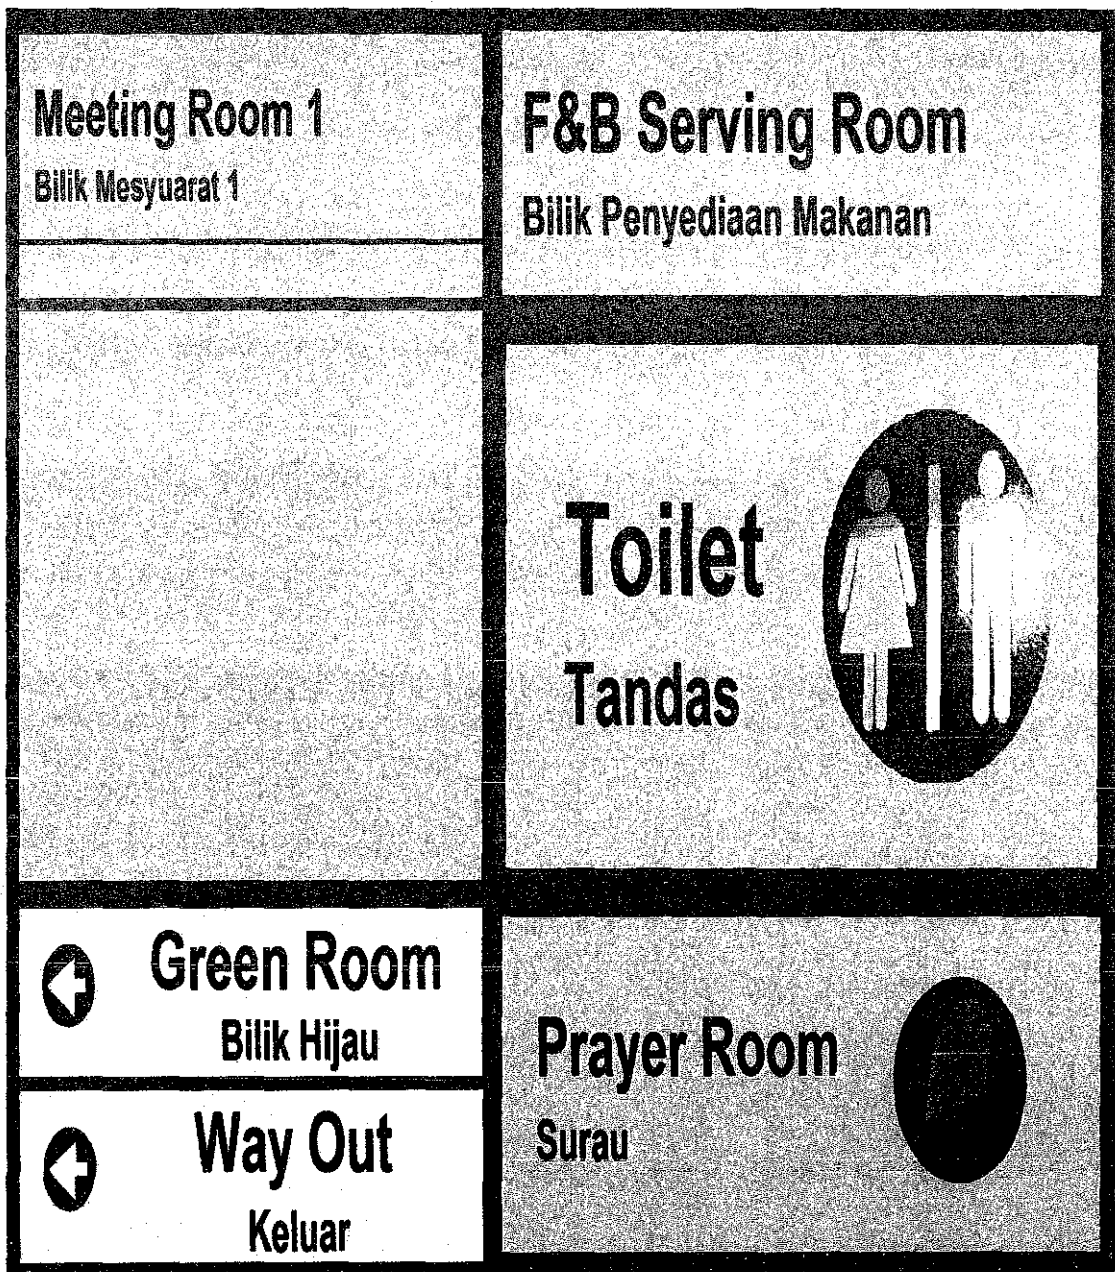 Meeting Room 1
Bilik Mesyuarat 1
F&B Serving Room
Bilik Penyediaan Makanan
Toilet
Tandas
Green Room
Bilik Hijau
Way Out
Keluar
Prayer Room
Surau